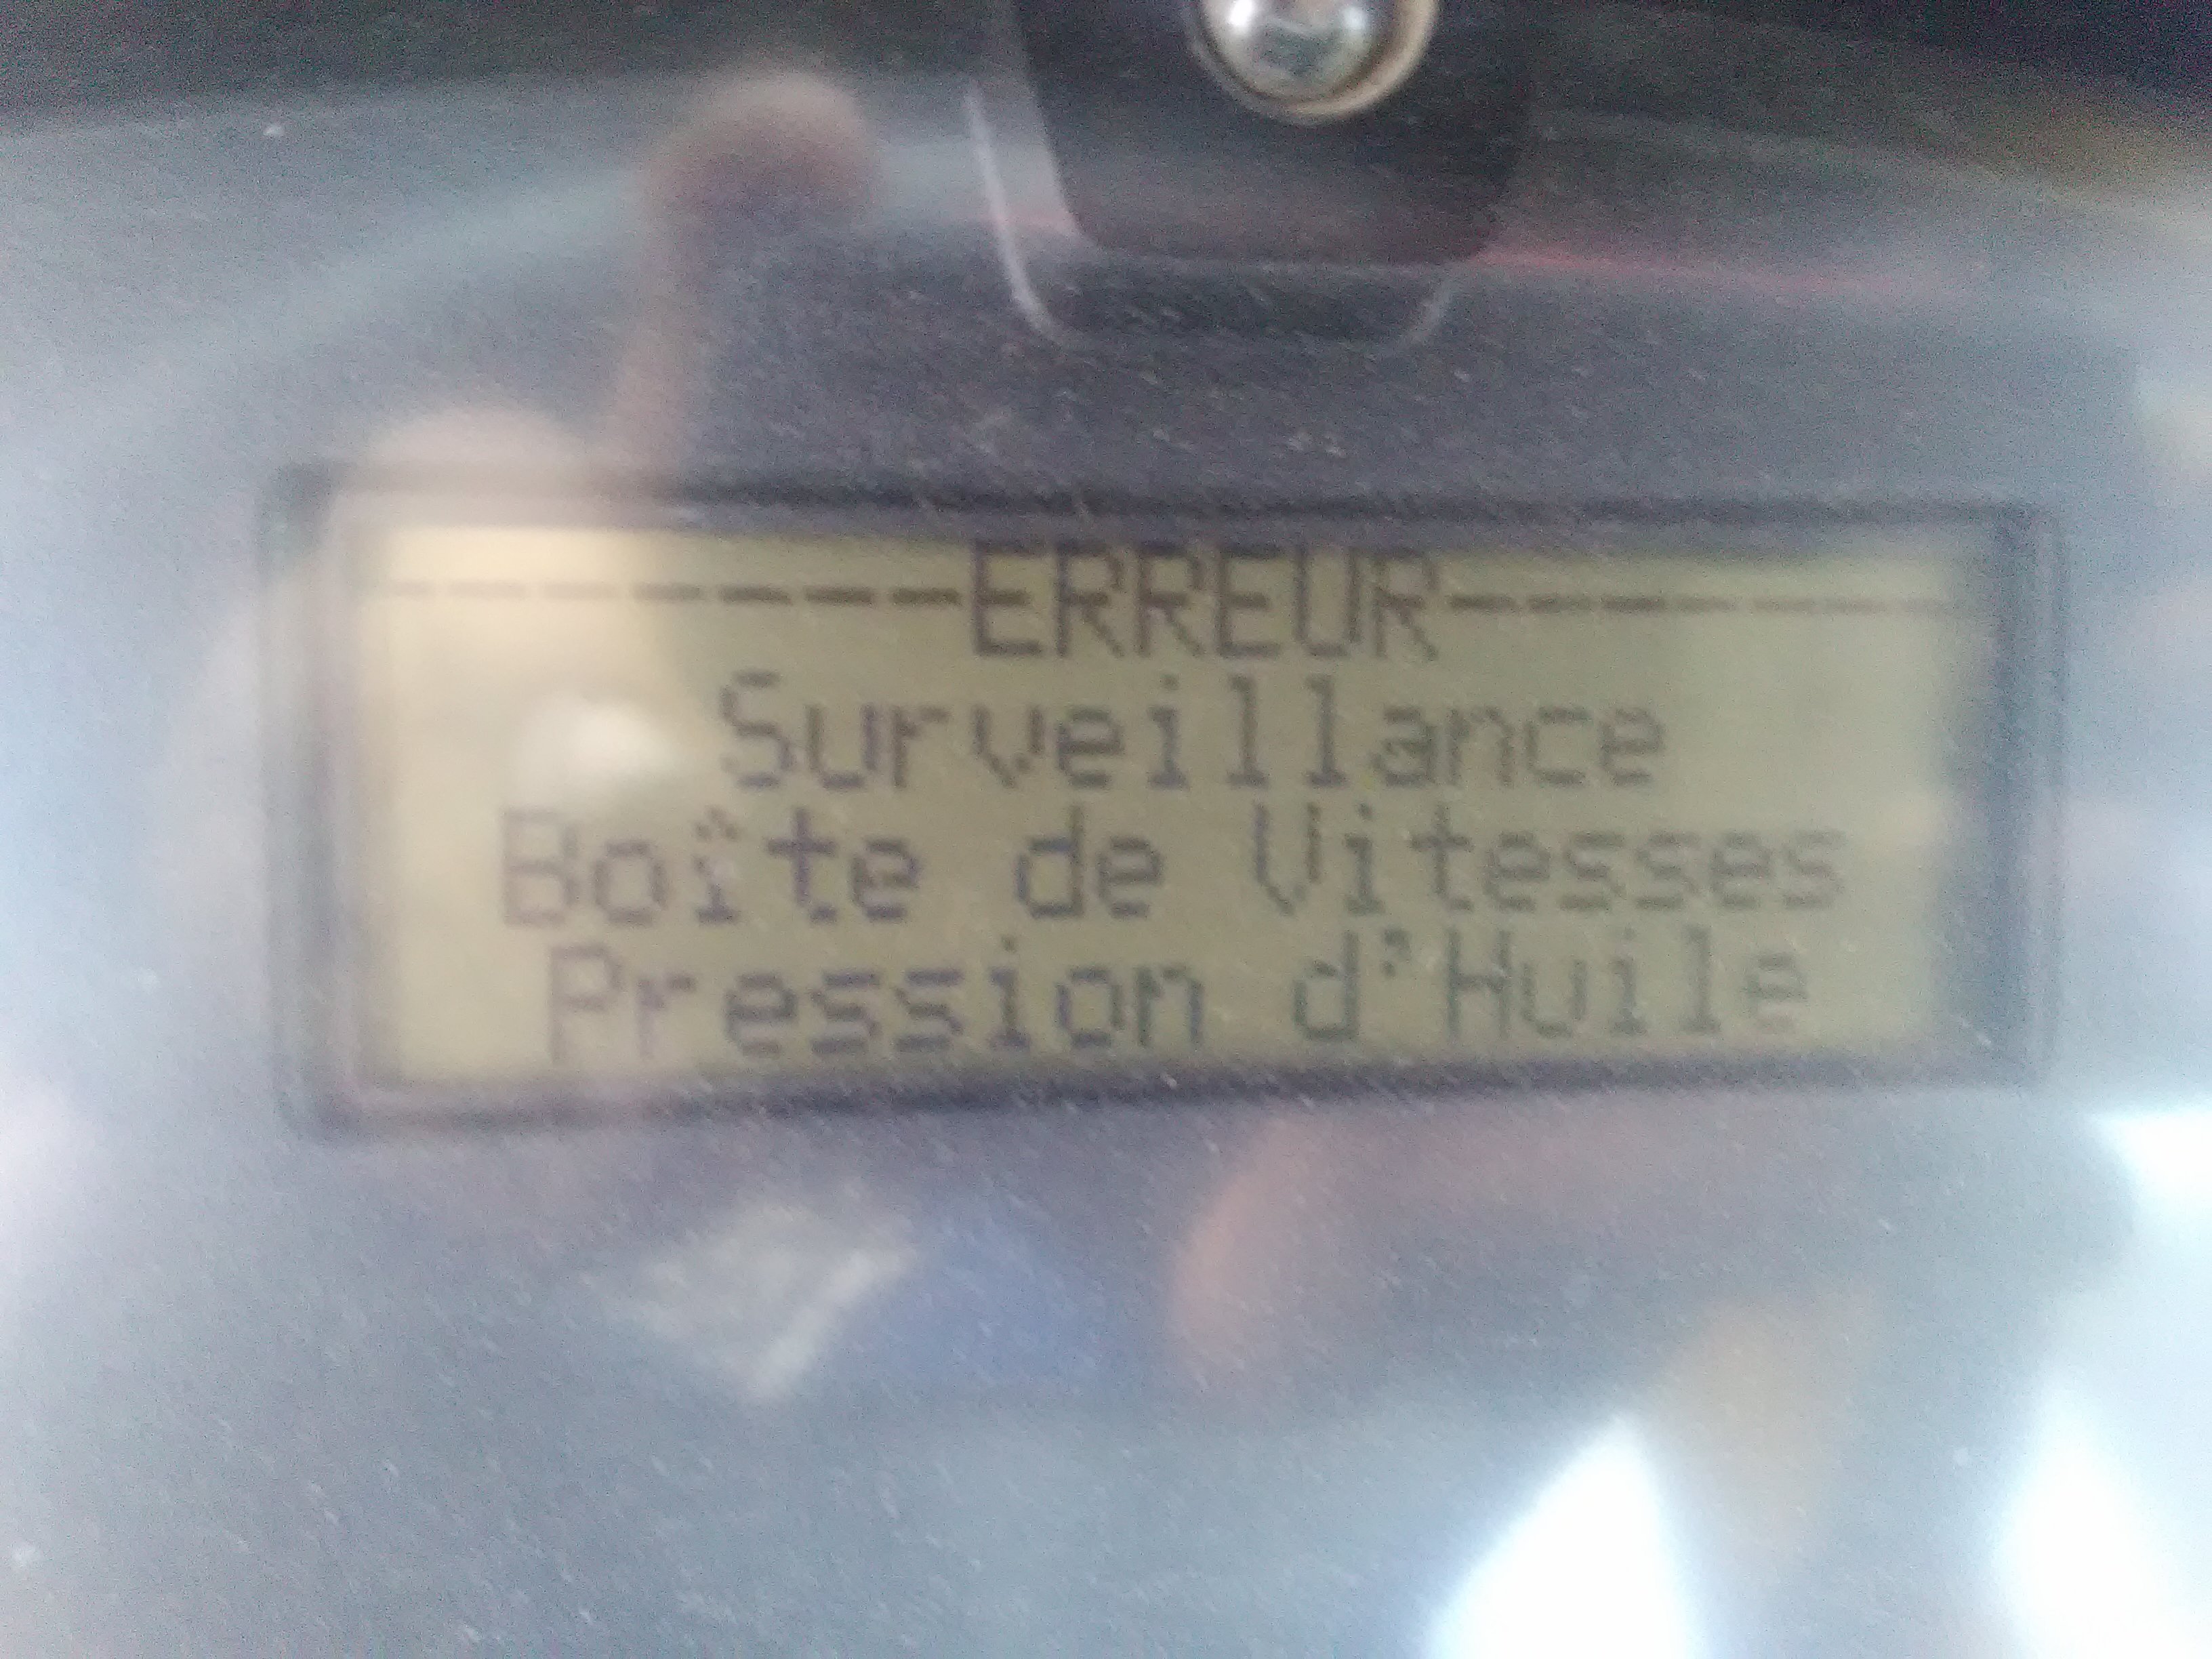 -------ERREUR-------
Surveillance
Boîte de Vitesses
Pression d'Huile